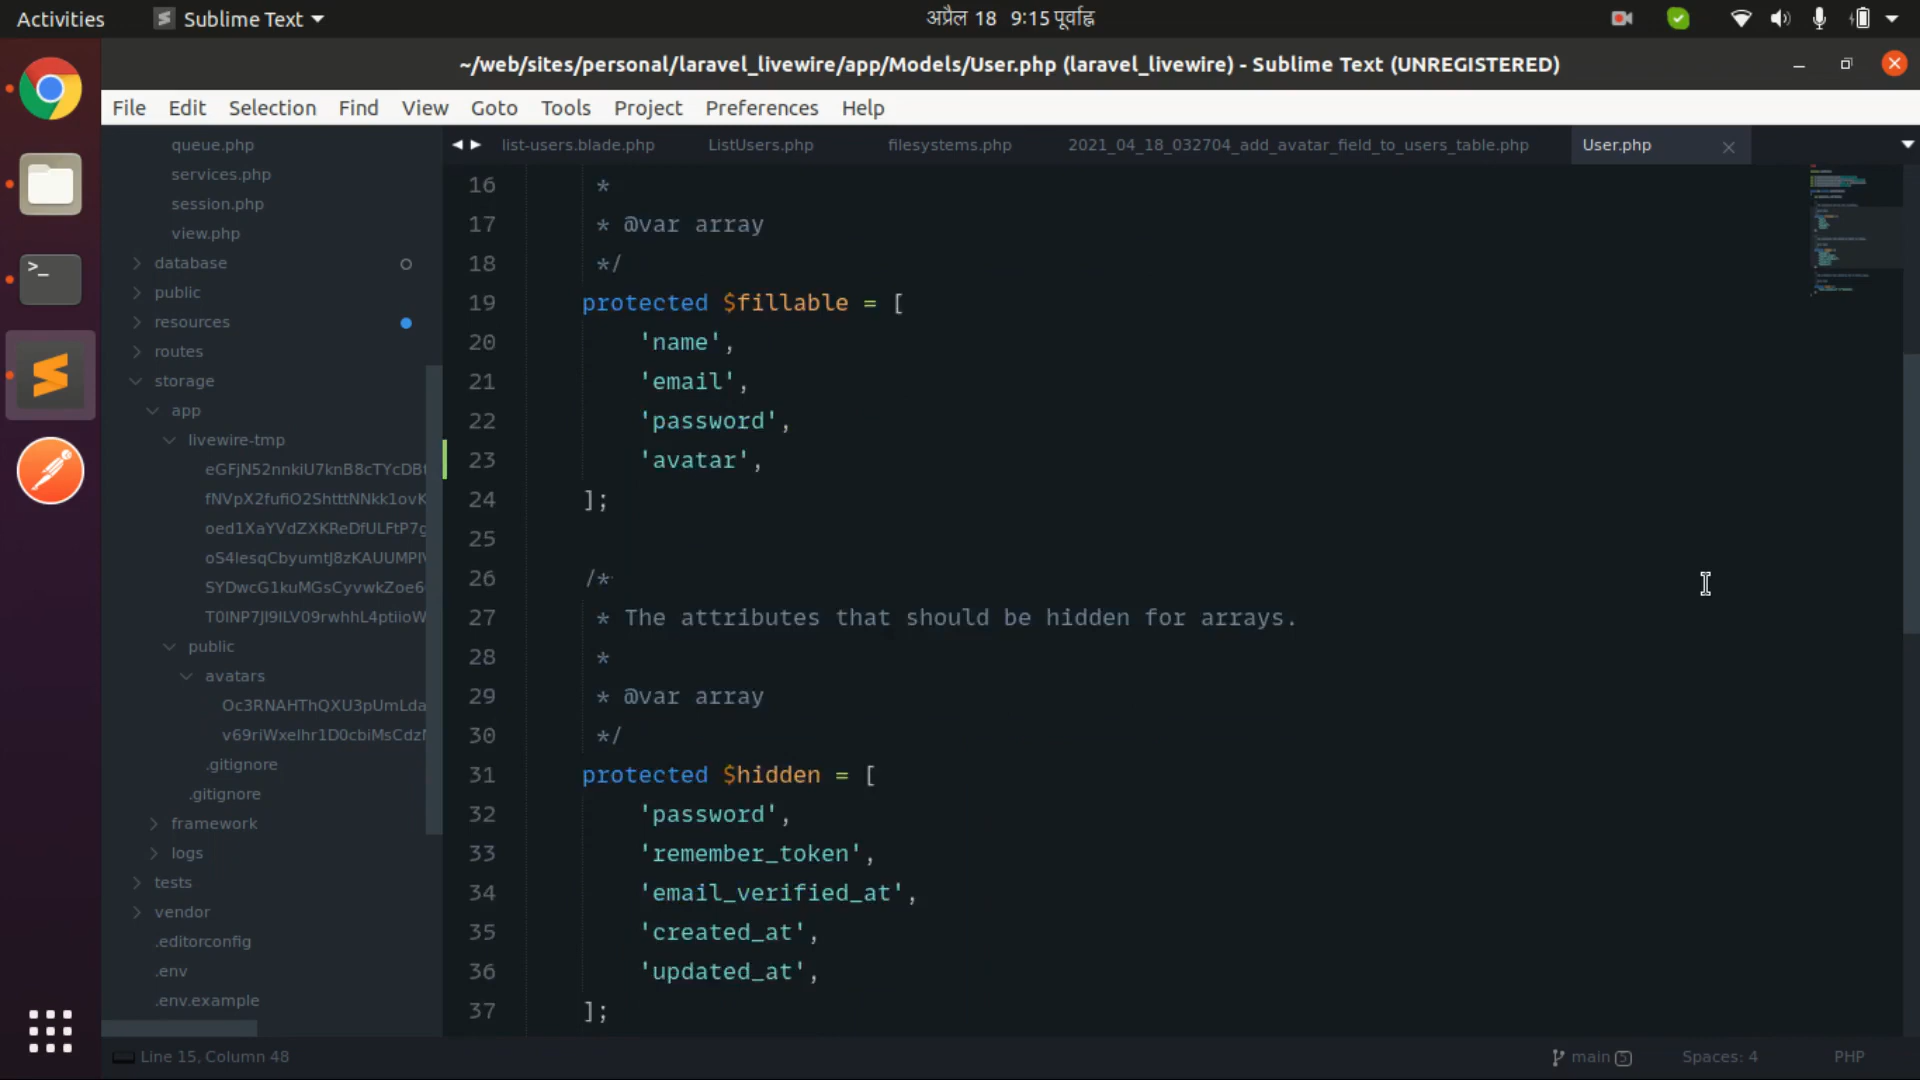 Activities
Sublime Text
अप्रैल 18 9:15 पूर्वाह्न
~/web/sites/personal/laravel_livewire/app/Models/User.php (laravel_livewire) - Sublime Text (UNREGISTERED)
File Edit Selection Find View Goto Tools Project Preferences Help
queue.php
services.php
session.php
view.php
database
public
resources
routes
storage
app
livewire-tmp
public
avatars
.gitignore
.gitignore
framework
logs
tests
vendor
.editorconfig
.env
.env.example
list-users.blade.php ListUsers.php filesystems.php 2021_04_18_032704_add_avatar_field_to_users_table.php User.php
16 *
17 * @var array
18 */
19 protected $fillable = [
20 'name',
21 'email',
22 'password',
23 'avatar',
24 ];
25
26 /*
27 * The attributes that should be hidden for arrays.
28 *
29 * @var array
30 */
31 protected $hidden = [
32 'password',
33 'remember_token',
34 'email_verified_at',
35 'created_at',
36 'updated_at',
37 ];
Line 15, Column 48
main 5 Spaces: 4 PHP